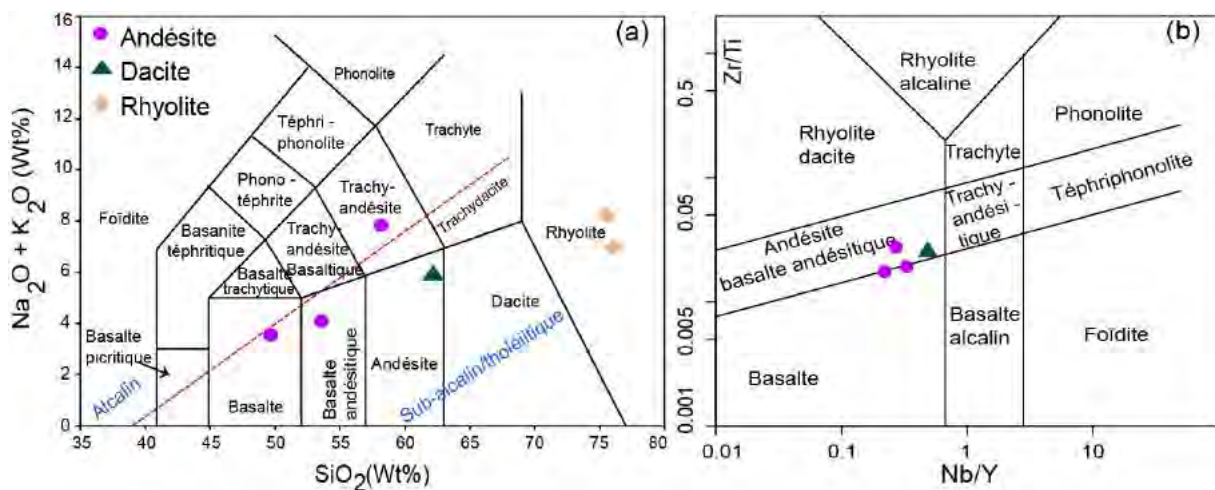 (a)
Andésite
Dacite
Rhyolite
Na2O + K2O (Wt%)
16
14
12
10
8
6
4
2
0
Phonolite
Téphri -
phonolite
Trachyte
Phono -
téphrite
Trachy-
andésite
Trachydacite
Foïdite
Basanite
téphritique
Trachy-
andésite
Basaltique
Rhyolite
Basalte
trachytique
Dacite
Basalte
picritique
Alcalin
Basalte
Basalte
andésitique
Andésite
Sub-alcalin/tholéiitique
35
40
45
50
55
60
65
70
75
80
SiO2(Wt%)
(b)
Zr/Ti
0.5
0.05
0.005
0.001
Rhyolite
alcaline
Rhyolite
dacite
Phonolite
Trachyte
Téphriphonolite
Trachy -
andési -
tique
Andésite
basalte andésitique
Basalte
Basalte
alcalin
Foïdite
0.01
0.1
1
10
Nb/Y